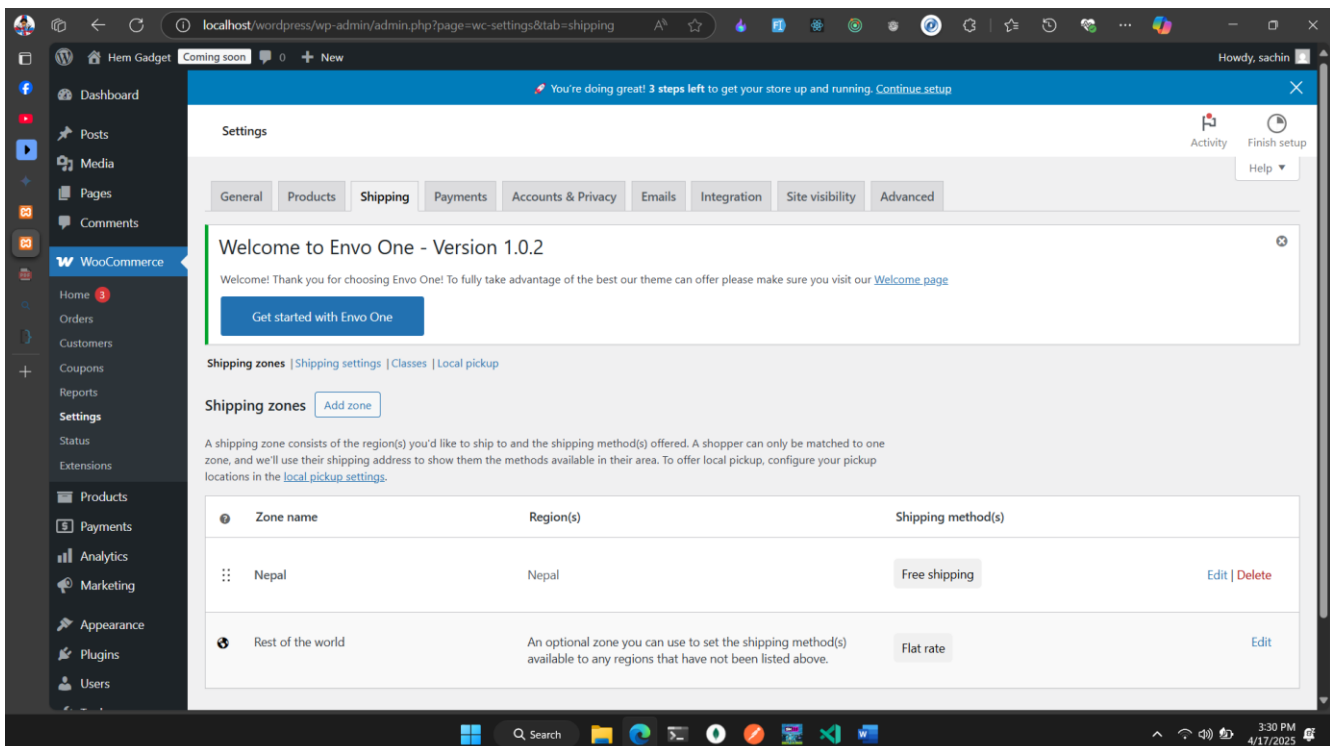 localhost/wordpress/wp-admin/admin.php?page=wc-settings&tab=shipping
Hem Gadget Coming soon 0 + New Howdy, sachin
Dashboard
Posts
Media
Pages
Comments
WooCommerce
Home 3
Orders
Customers
Coupons
Reports
Settings
Status
Extensions
Products
Payments
Analytics
Marketing
Appearance
Plugins
Users
🚀 You're doing great! 3 steps left to get your store up and running. Continue setup
Settings
Activity
Finish setup
Help ▼
General Products Shipping Payments Accounts & Privacy Emails Integration Site visibility Advanced
Welcome to Envo One - Version 1.0.2
Welcome! Thank you for choosing Envo One! To fully take advantage of the best our theme can offer please make sure you visit our Welcome page
Get started with Envo One
Shipping zones | Shipping settings | Classes | Local pickup
Shipping zones Add zone
A shipping zone consists of the region(s) you'd like to ship to and the shipping method(s) offered. A shopper can only be matched to one
zone, and we'll use their shipping address to show them the methods available in their area. To offer local pickup, configure your pickup
locations in the local pickup settings.
Zone name Region(s) Shipping method(s)
Nepal Nepal Free shipping Edit | Delete
Rest of the world An optional zone you can use to set the shipping method(s)
available to any regions that have not been listed above. Flat rate Edit
Search
3:30 PM
4/17/2025